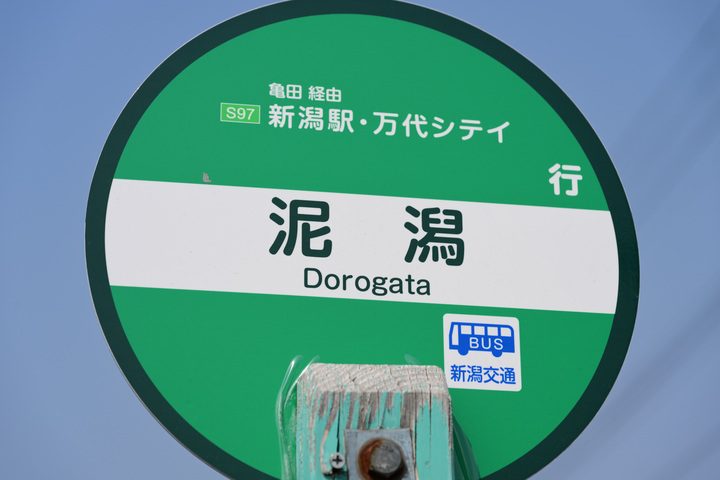 亀田 経由
S97 新潟駅・万代シテイ
行
泥潟
Dorogata
BUS
新潟交通